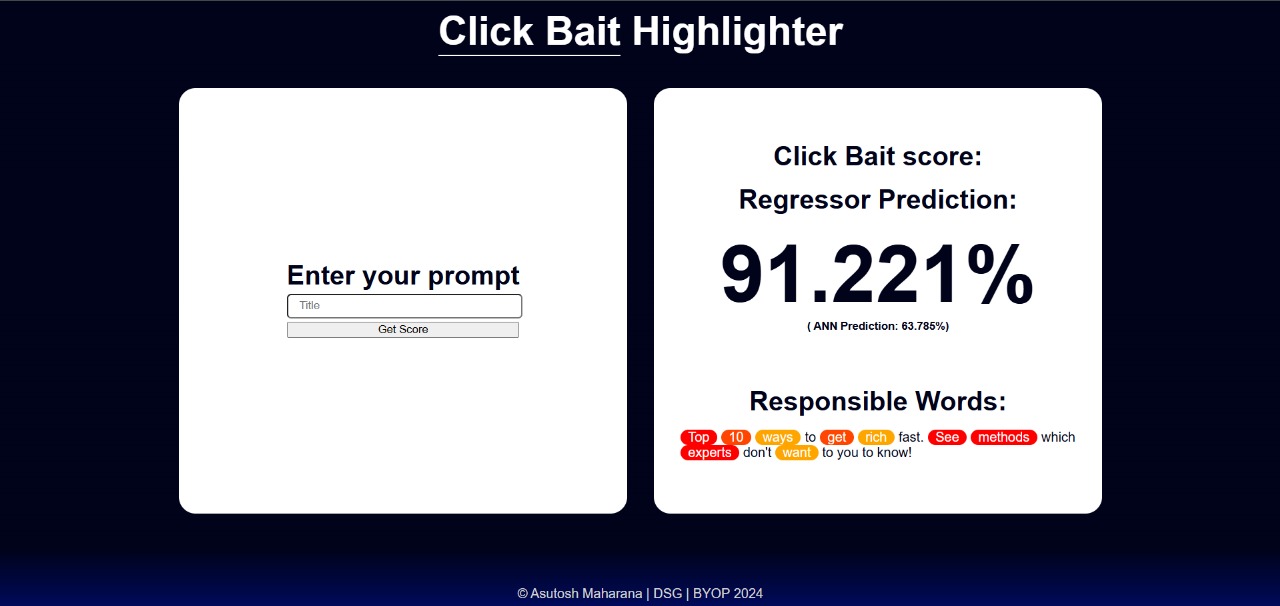 Click Bait Highlighter
Enter your prompt
Title
Get Score
Click Bait score:
Regressor Prediction:
91.221%
( ANN Prediction: 63.785%)
Responsible Words:
Top 10 ways to get rich fast. See methods which
experts don't want to you to know!
© Asutosh Maharana | DSG | BYOP 2024